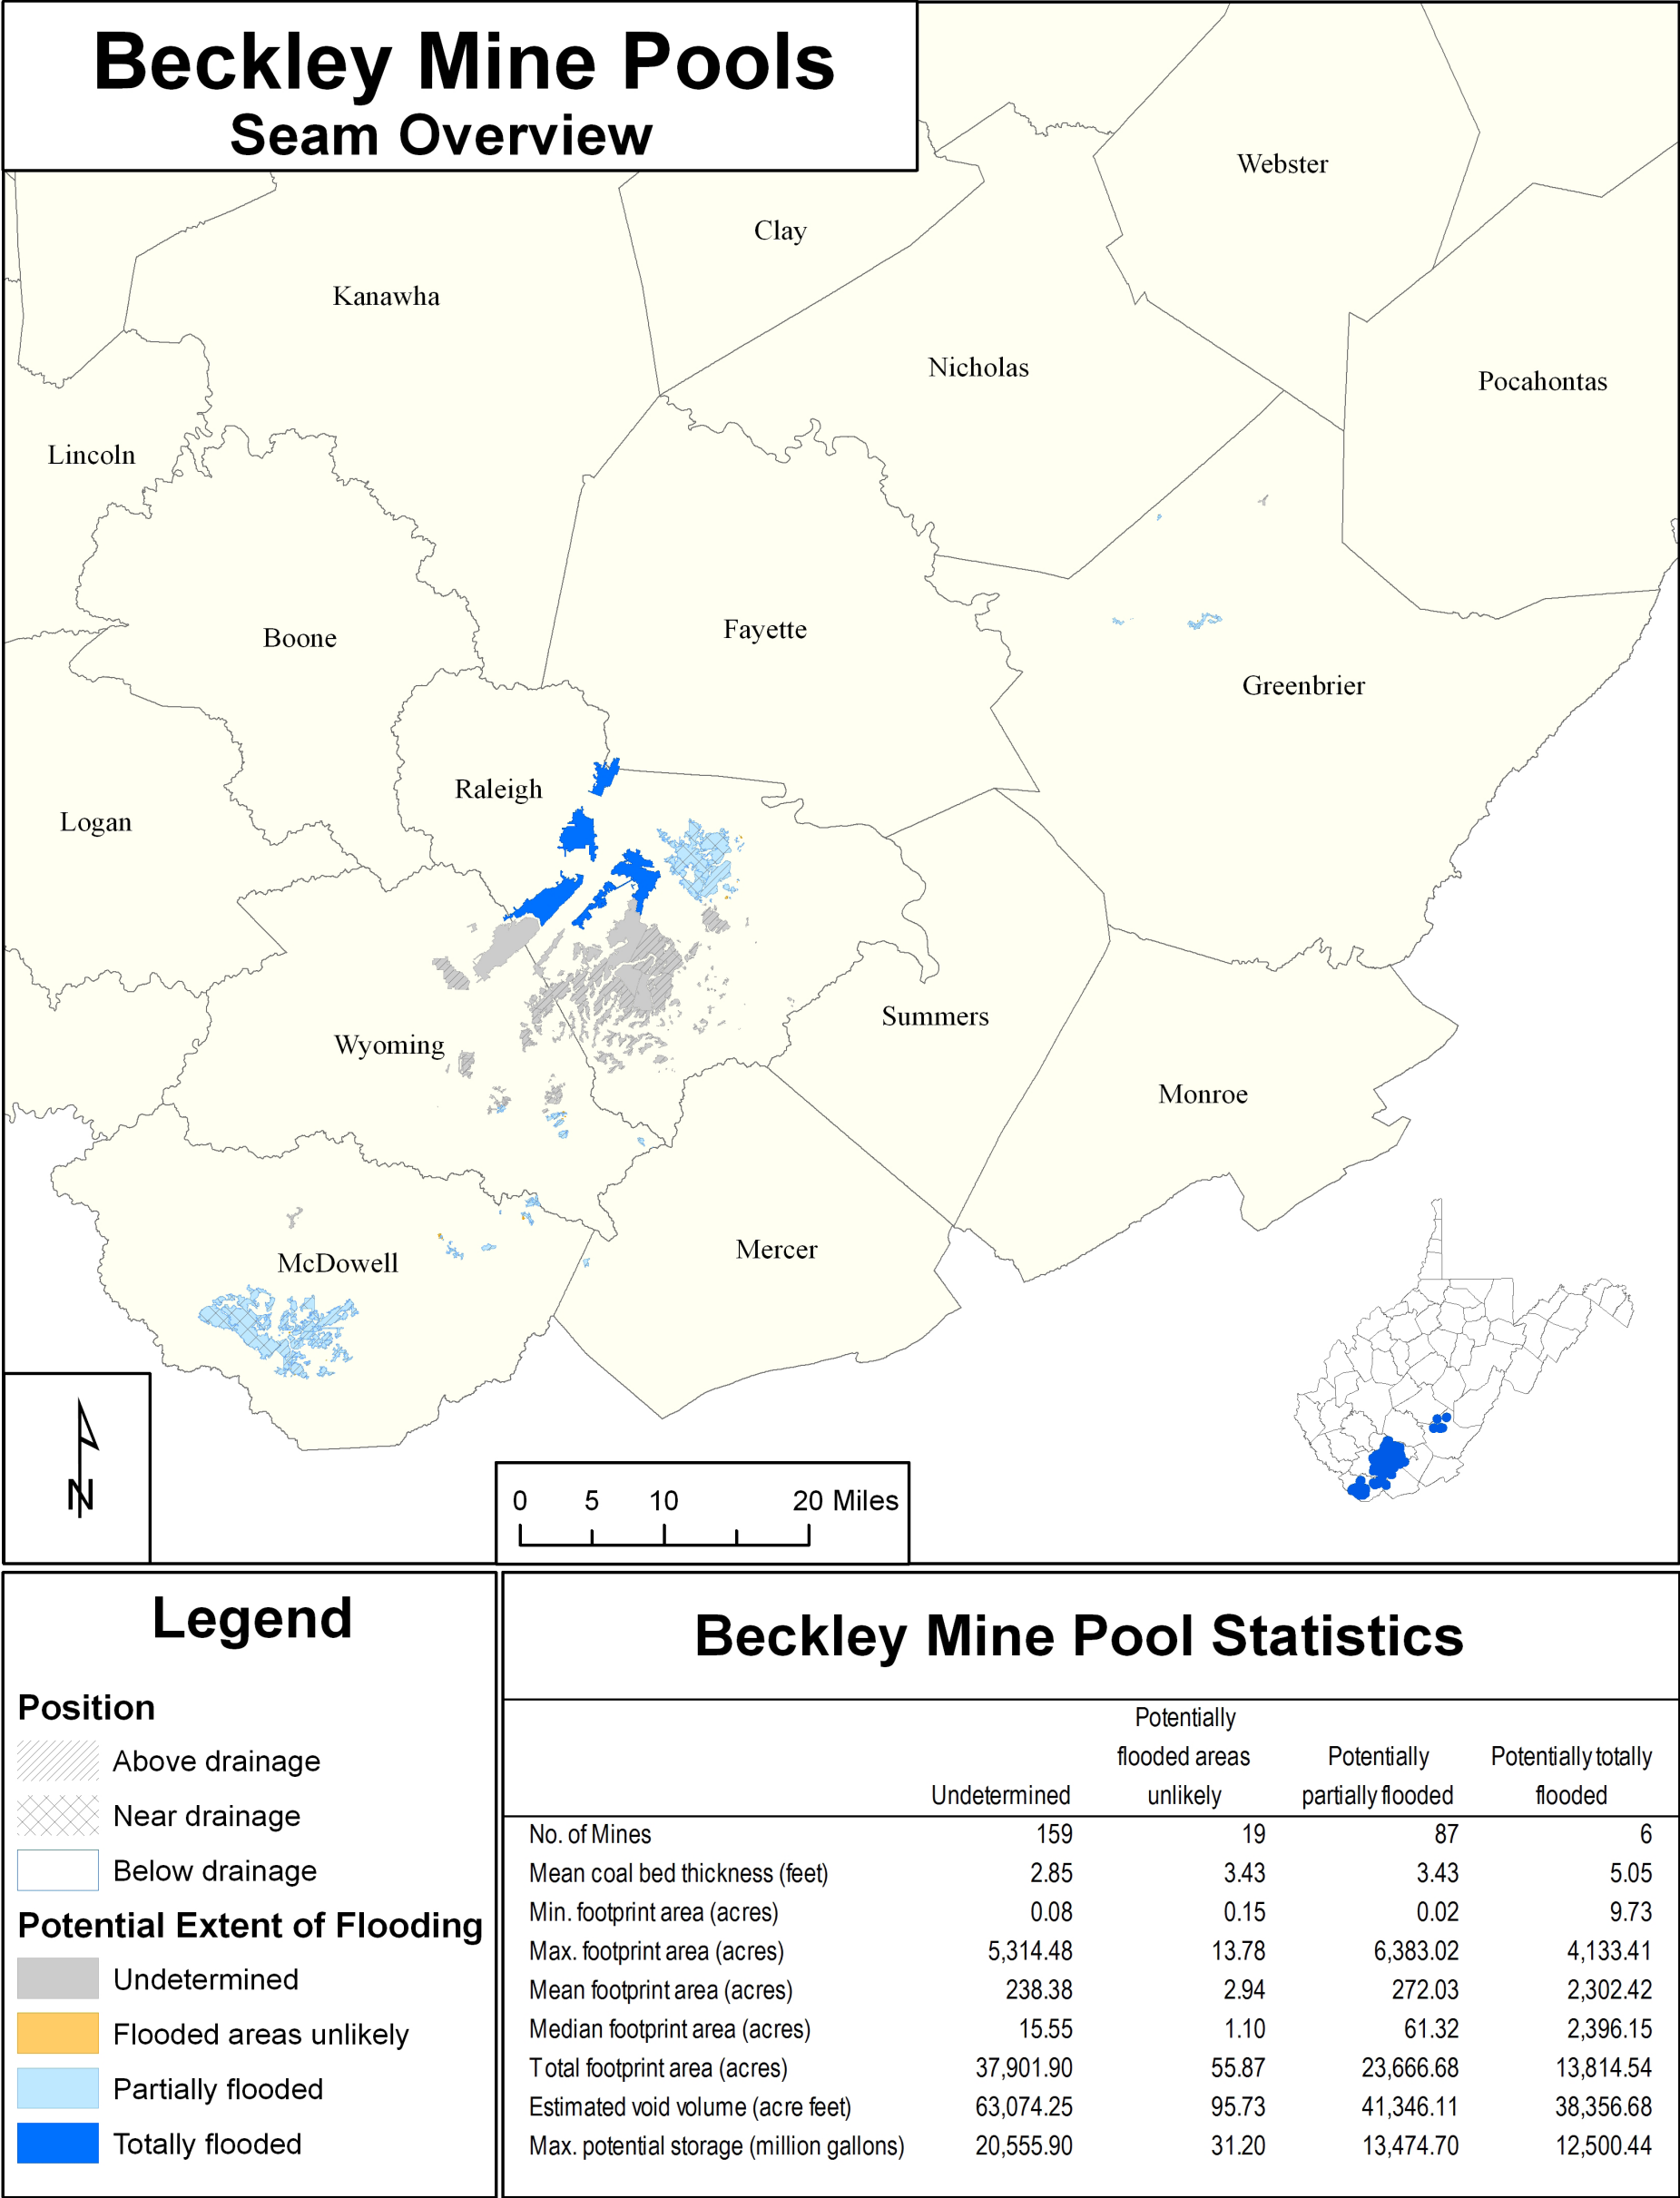 Beckley Mine Pools
Seam Overview
Webster
Clay
Kanawha
Nicholas
Pocahontas
Lincoln
Boone
Fayette
Greenbrier
Raleigh
Logan
Summers
Wyoming
Monroe
Mercer
McDowell
N
0 5 10 20 Miles
Legend
Position
Above drainage
Near drainage
Below drainage
Potential Extent of Flooding
Undetermined
Flooded areas unlikely
Partially flooded
Totally flooded
Beckley Mine Pool Statistics
Potentially
flooded areas Potentially Potentially totally
Undetermined unlikely partially flooded flooded
No. of Mines 159 19 87 6
Mean coal bed thickness (feet) 2.85 3.43 3.43 5.05
Min. footprint area (acres) 0.08 0.15 0.02 9.73
Max. footprint area (acres) 5,314.48 13.78 6,383.02 4,133.41
Mean footprint area (acres) 238.38 2.94 272.03 2,302.42
Median footprint area (acres) 15.55 1.10 61.32 2,396.15
Total footprint area (acres) 37,901.90 55.87 23,666.68 13,814.54
Estimated void volume (acre feet) 63,074.25 95.73 41,346.11 38,356.68
Max. potential storage (million gallons) 20,555.90 31.20 13,474.70 12,500.44